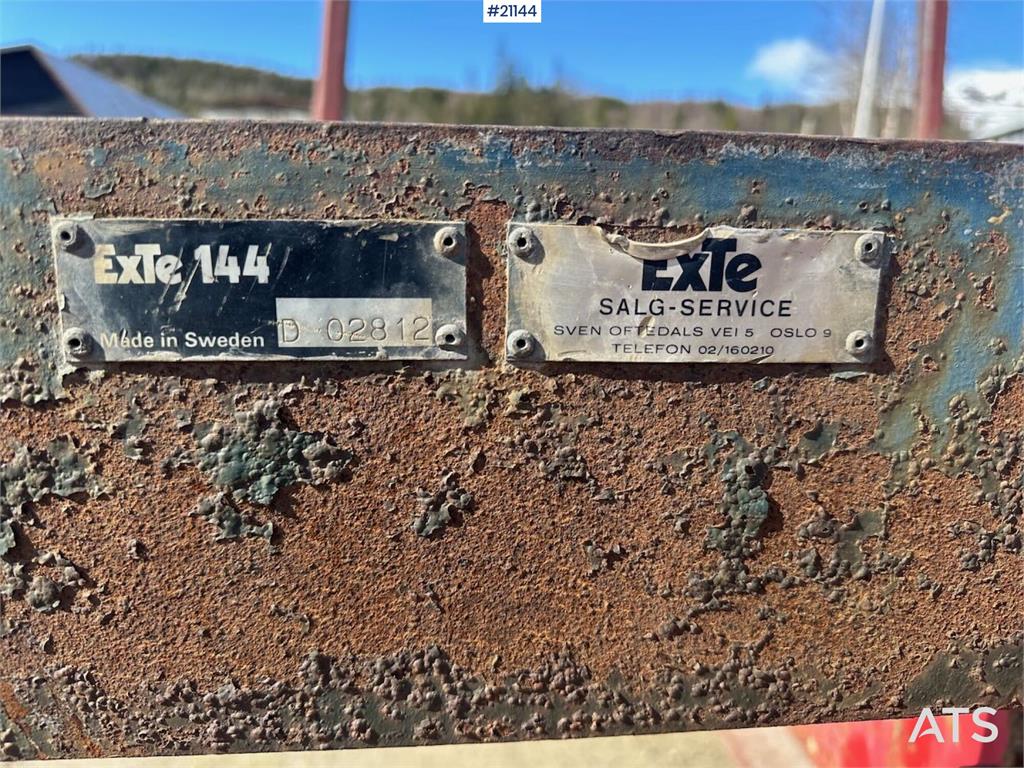 #21144
ExTe 144
Made in Sweden D 02812
ExTe
SALG-SERVICE
SVEN OFTEDALS VEI 5 OSLO 9
TELEFON 02/160210
ATS